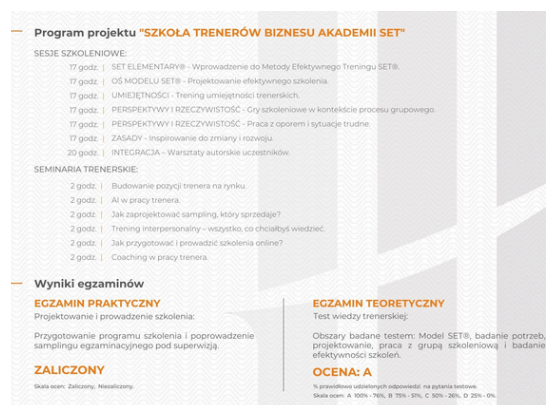 Program projektu "SZKOŁA TRENERÓW BIZNESU AKADEMII SET"
SESJE SZKOLENIOWE:
17 godz. | SET ELEMENTARY® - Wprowadzenie do Metody Efektywnego Treningu SET®.
17 godz. | OŚ MODELU SET® - Projektowanie efektywnego szkolenia.
17 godz. | UMIEJĘTNOŚCI - Trening umiejętności trenerskich.
17 godz. | PERSPEKTYWY I RZECZYWISTOŚĆ - Gry szkoleniowe w kontekście procesu grupowego.
17 godz. | PERSPEKTYWY I RZECZYWISTOŚĆ - Praca z oporem i sytuacje trudne.
17 godz. | ZASADY - Inspirowanie do zmiany i rozwoju.
20 godz. | INTEGRACJA – Warsztaty autorskie uczestników.
SEMINARIA TRENERSKIE:
2 godz. | Budowanie pozycji trenera na rynku.
2 godz. | AI w pracy trenera.
2 godz. | Jak zaprojektować sampling, który sprzedaje?
2 godz. | Trening interpersonalny – wszystko, co chciałbyś wiedzieć.
2 godz. | Jak przygotować i prowadzić szkolenia online?
2 godz. | Coaching w pracy trenera.
Wyniki egzaminów
EGZAMIN PRAKTYCZNY
Projektowanie i prowadzenie szkolenia:
Przygotowanie programu szkolenia i poprowadzenie
samplingu egzaminacyjnego pod superwizją.
ZALICZONY
Skala ocen: Zaliczony, Niezaliczony.
EGZAMIN TEORETYCZNY
Test wiedzy trenerskiej:
Obszary badane testem: Model SET®, badanie potrzeb,
projektowanie, praca z grupą szkoleniową i badanie
efektywności szkoleń.
OCENA: A
% prawidłowo udzielonych odpowiedzi na pytania testowe.
Skala ocen: A 100% - 76%, B 75% - 51%, C 50% - 26%, D 25% - 0%.